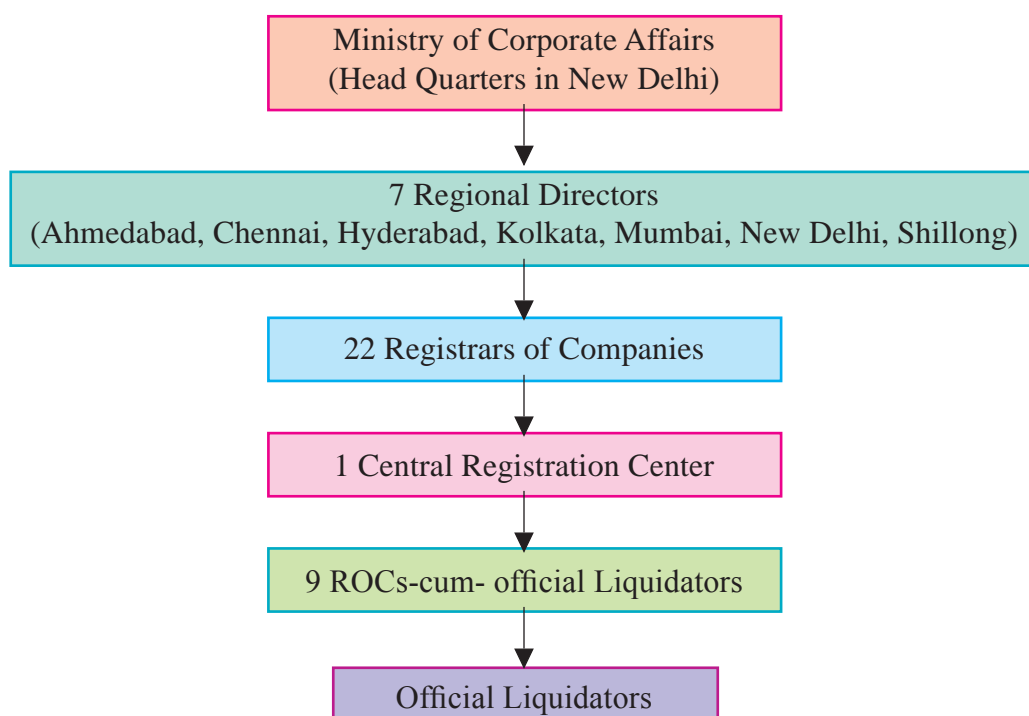 Ministry of Corporate Affairs
(Head Quarters in New Delhi)
7 Regional Directors
(Ahmedabad, Chennai, Hyderabad, Kolkata, Mumbai, New Delhi, Shillong)
22 Registrars of Companies
1 Central Registration Center
9 ROCs-cum- official Liquidators
Official Liquidators